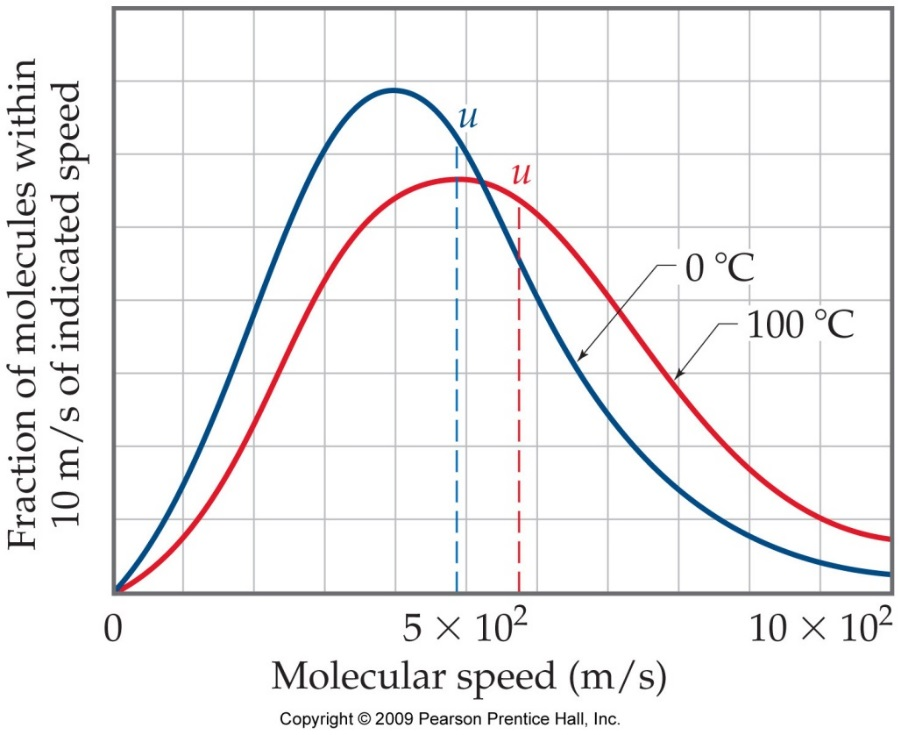 Fraction of molecules within
10 m/s of indicated speed
u
u
0 °C
100 °C
0
5 × 10²
10 × 10²
Molecular speed (m/s)
Copyright © 2009 Pearson Prentice Hall, Inc.